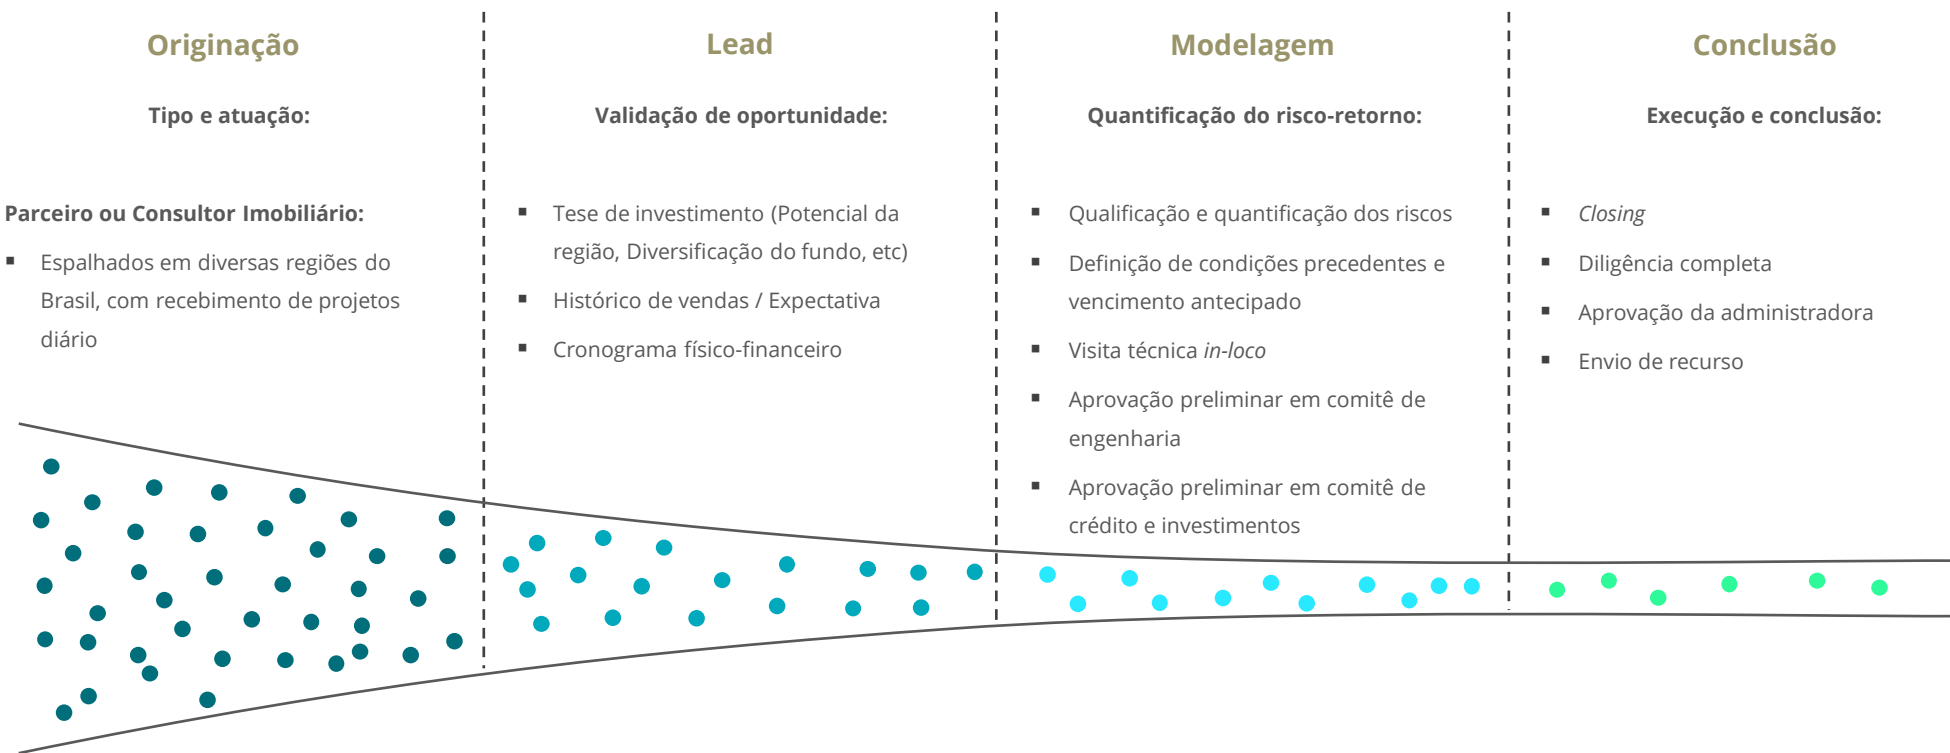 Originação
Tipo e atuação:
Parceiro ou Consultor Imobiliário:
▪ Espalhados em diversas regiões do
Brasil, com recebimento de projetos
diário
Lead
Validação de oportunidade:
▪ Tese de investimento (Potencial da
região, Diversificação do fundo, etc)
▪ Histórico de vendas / Expectativa
▪ Cronograma físico-financeiro
Modelagem
Quantificação do risco-retorno:
▪ Qualificação e quantificação dos riscos
▪ Definição de condições precedentes e
vencimento antecipado
▪ Visita técnica in-loco
▪ Aprovação preliminar em comitê de
engenharia
▪ Aprovação preliminar em comitê de
crédito e investimentos
Conclusão
Execução e conclusão:
▪ Closing
▪ Diligência completa
▪ Aprovação da administradora
▪ Envio de recurso